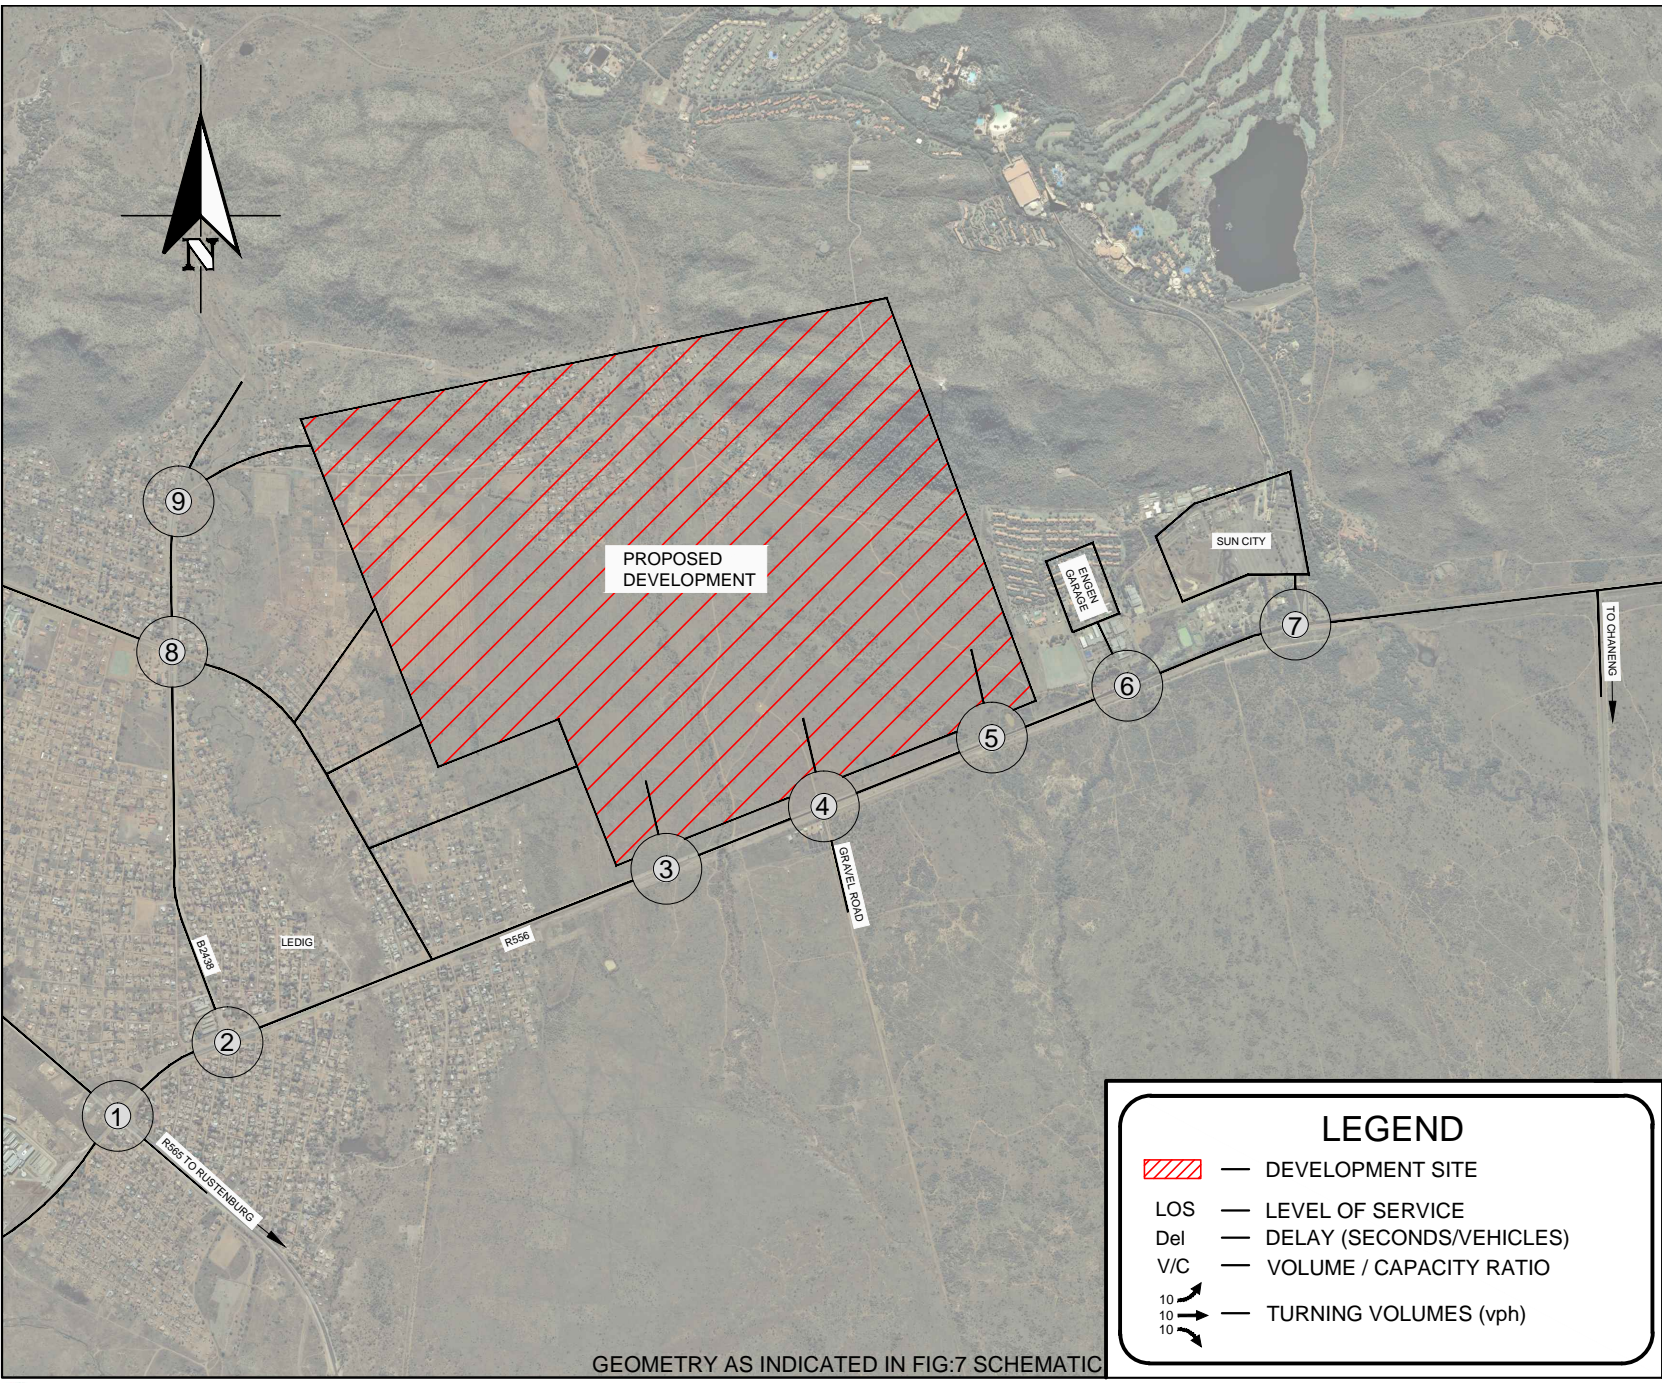 N
9
PROPOSED
DEVELOPMENT
SUN CITY
ENGEN
GARAGE
7
TO CHANENG
8
6
5
4
3
GRAVEL ROAD
R556
LEDIG
B2438
2
1
R565 TO RUSTENBURG
LEGEND
— DEVELOPMENT SITE
LOS — LEVEL OF SERVICE
Del — DELAY (SECONDS/VEHICLES)
V/C — VOLUME / CAPACITY RATIO
10
10 — TURNING VOLUMES (vph)
10
GEOMETRY AS INDICATED IN FIG:7 SCHEMATIC